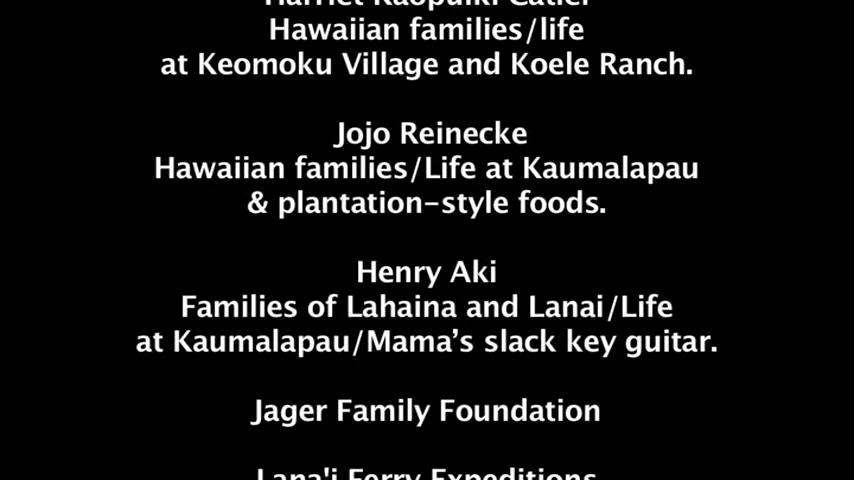 Harriet Kaopuiki Catier
Hawaiian families/life
at Keomoku Village and Koele Ranch.
Jojo Reinecke
Hawaiian families/Life at Kaumalapau
& plantation-style foods.
Henry Aki
Families of Lahaina and Lanai/Life
at Kaumalapau/Mama’s slack key guitar.
Jager Family Foundation
Lana'i Ferry Expeditions